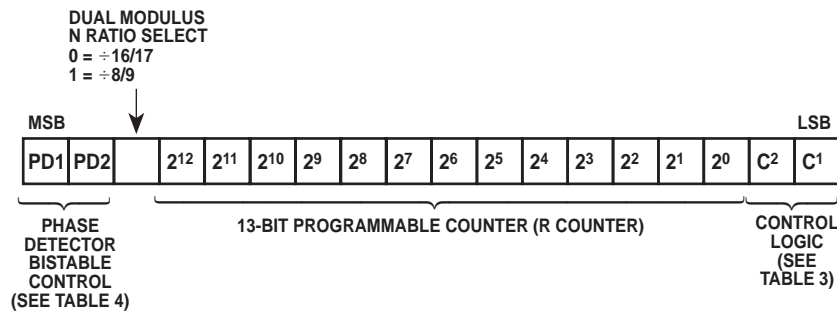 DUAL MODULUS
N RATIO SELECT
0 = ÷16/17
1 = ÷8/9
MSB LSB
PD1 PD2 2¹² 2¹¹ 2¹⁰ 2⁹ 2⁸ 2⁷ 2⁶ 2⁵ 2⁴ 2³ 2² 2¹ 2⁰ C² C¹
PHASE
DETECTOR
BISTABLE
CONTROL
(SEE TABLE 4)
13-BIT PROGRAMMABLE COUNTER (R COUNTER)
CONTROL
LOGIC
(SEE
TABLE 3)